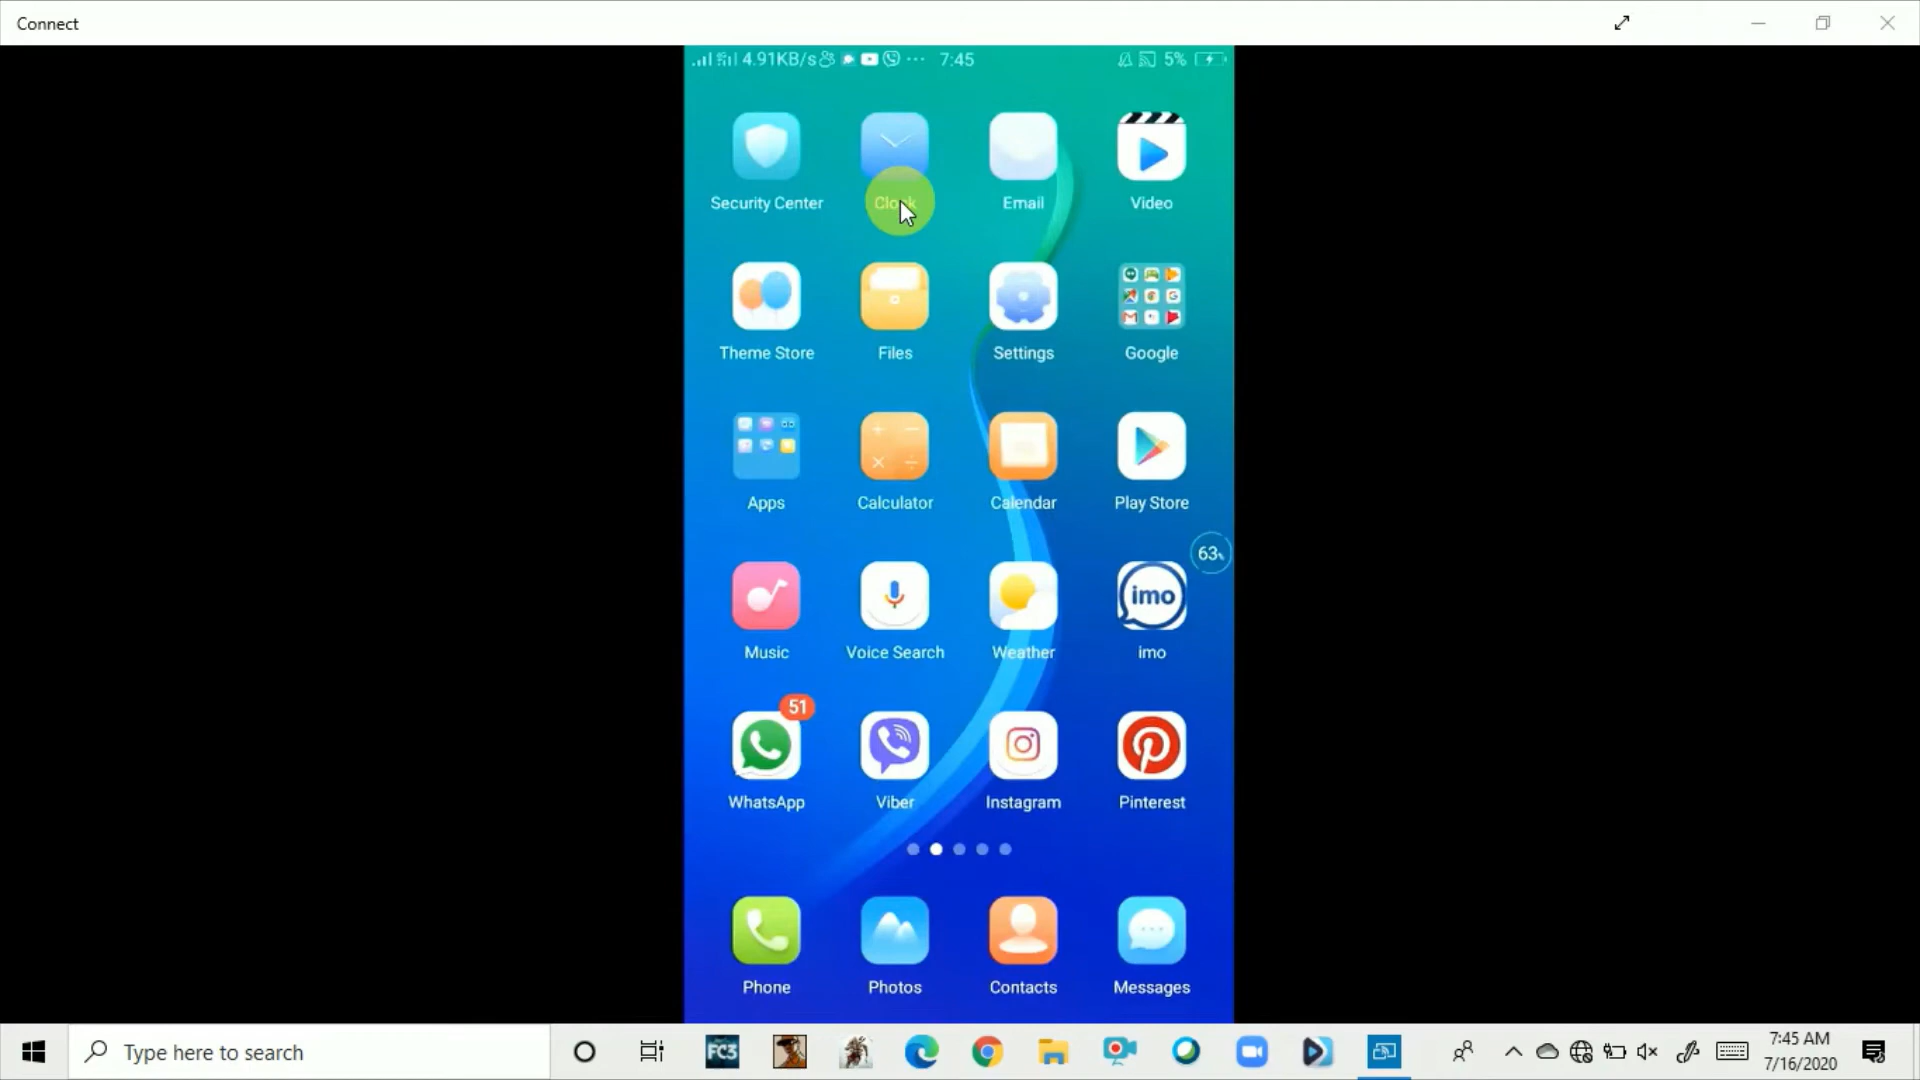 Connect
4.91KB/s ... 7:45 5%
Security Center Clock Email Video
Theme Store Files Settings Google
Apps Calculator Calendar Play Store
63%
Music Voice Search Weather imo
imo
51
WhatsApp Viber Instagram Pinterest
Phone Photos Contacts Messages
Type here to search
FC3
7:45 AM
7/16/2020